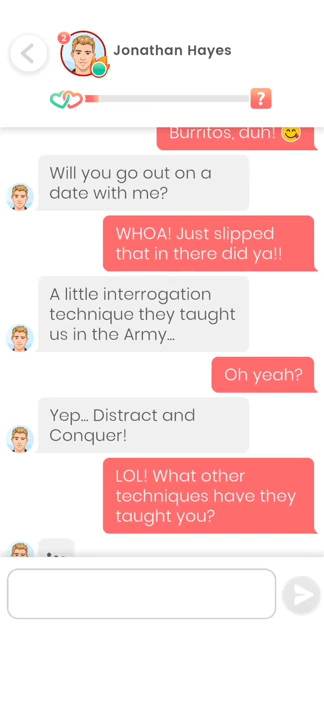 2
Jonathan Hayes
?
Burritos, duh! 😋
Will you go out on a
date with me?
WHOA! Just slipped
that in there did ya!!
A little interrogation
technique they taught
us in the Army...
Oh yeah?
Yep... Distract and
Conquer!
LOL! What other
techniques have they
taught you?